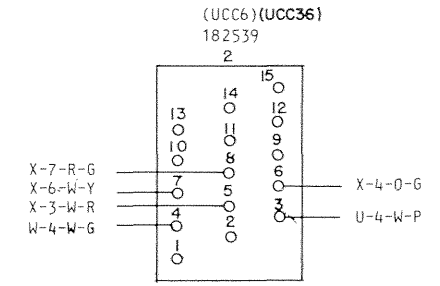 (UCC6)(UCC36)
182539
2
15
14
13
12
11
10
9
8
X-7-R-G
7
6
X-6-W-Y
X-4-O-G
5
X-3-W-R
4
3
W-4-W-G
U-4-W-P
2
1